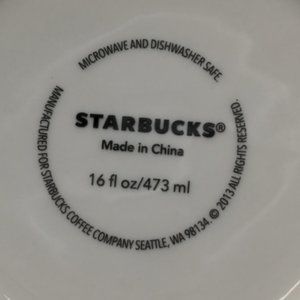 MICROWAVE AND DISHWASHER SAFE.
STARBUCKS®
Made in China
16 fl oz/473 ml
MANUFACTURED FOR STARBUCKS COFFEE COMPANY SEATTLE, WA 98134. © 2013 ALL RIGHTS RESERVED.